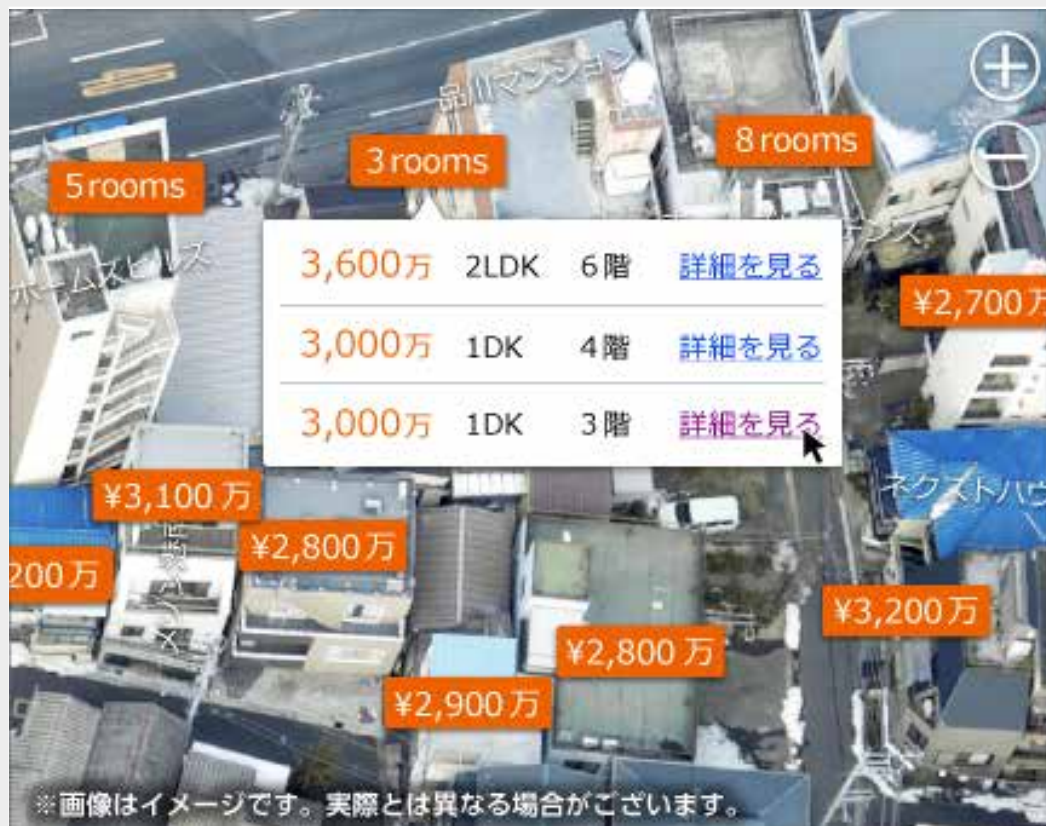 品川マンション
8 rooms
3 rooms
5 rooms
ホームズヒルズ
3,600万 2LDK 6階 詳細を見る
3,000万 1DK 4階 詳細を見る
3,000万 1DK 3階 詳細を見る
¥2,700万
¥3,100万
ネクストハウ
¥2,800万
200万
¥3,200万
¥2,800万
¥2,900万
※画像はイメージです。実際とは異なる場合がございます。